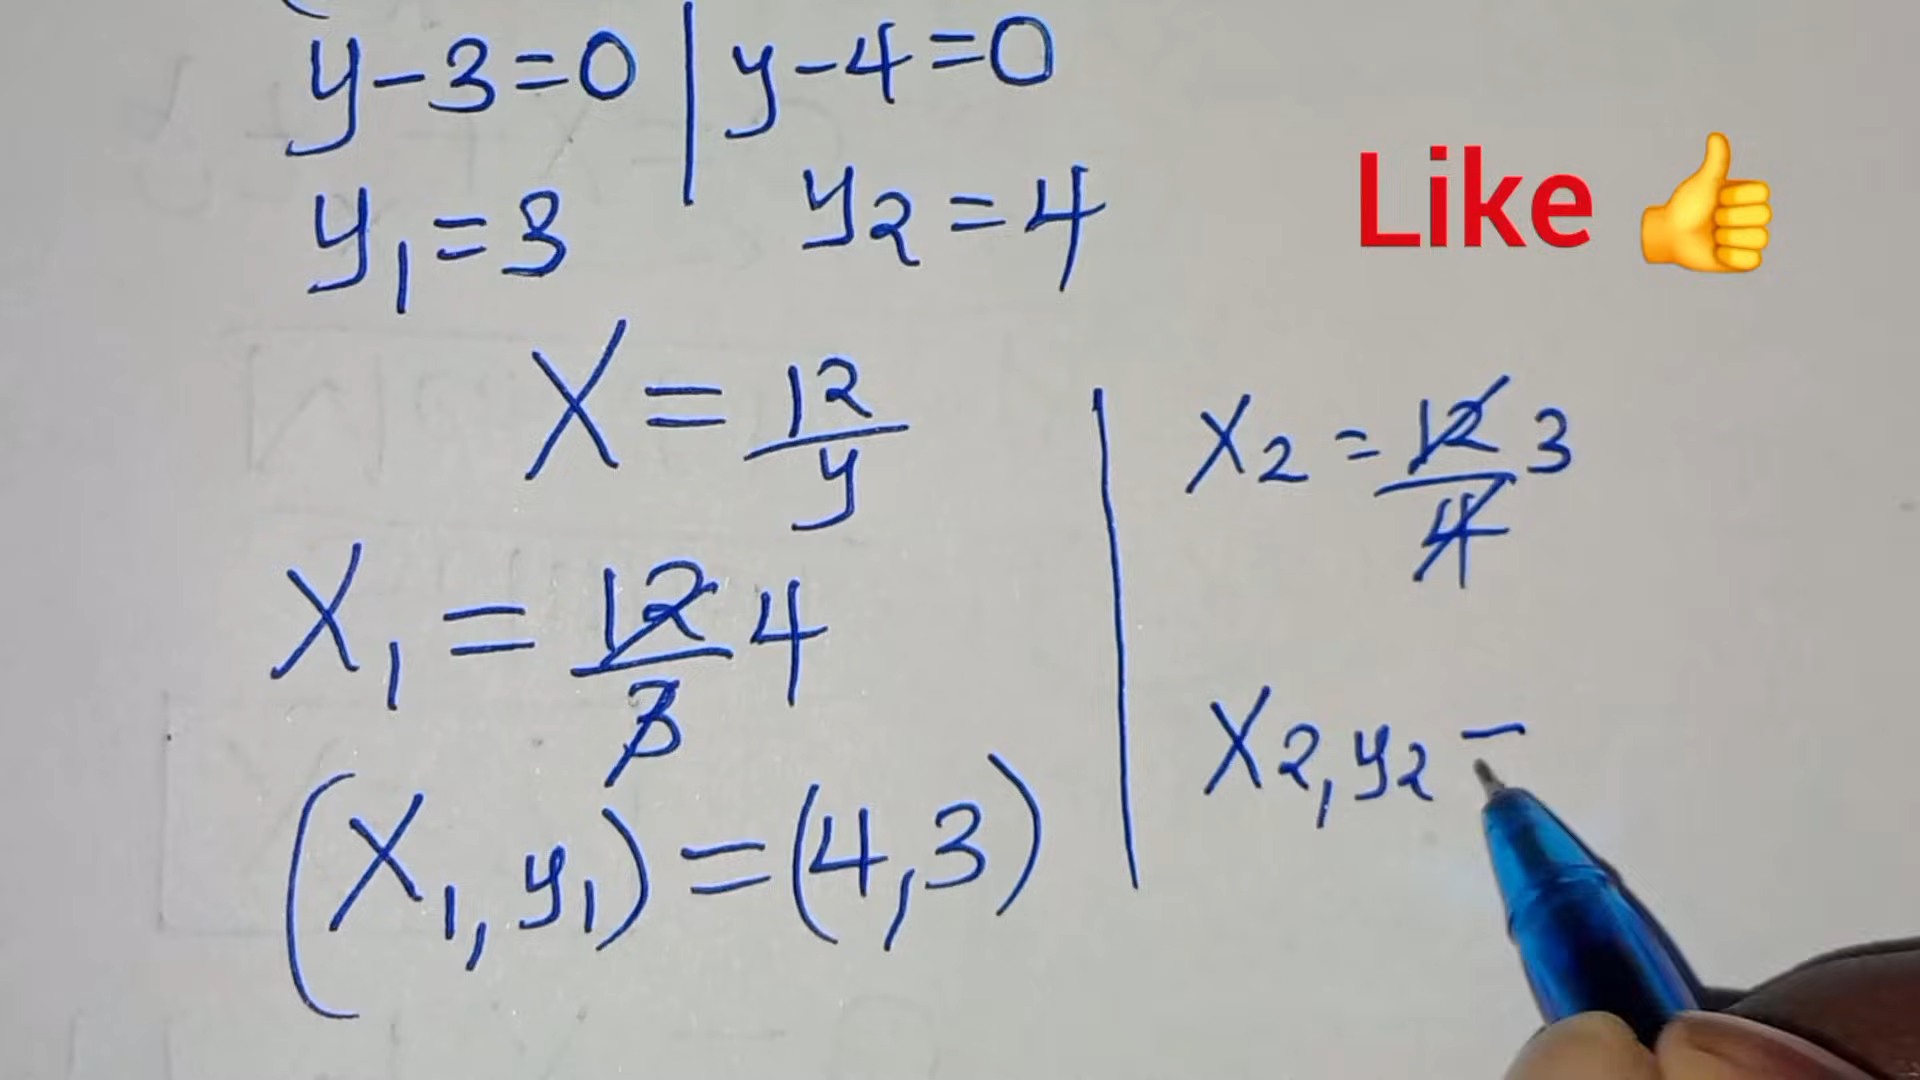 y-3=0 | y-4=0
y₁=3 y₂=4
Like 👍
X = 12/y
X₁ = 12/3 4
(X₁, y₁) = (4,3)
X₂ = 12/4 3
X₂, y₂ -